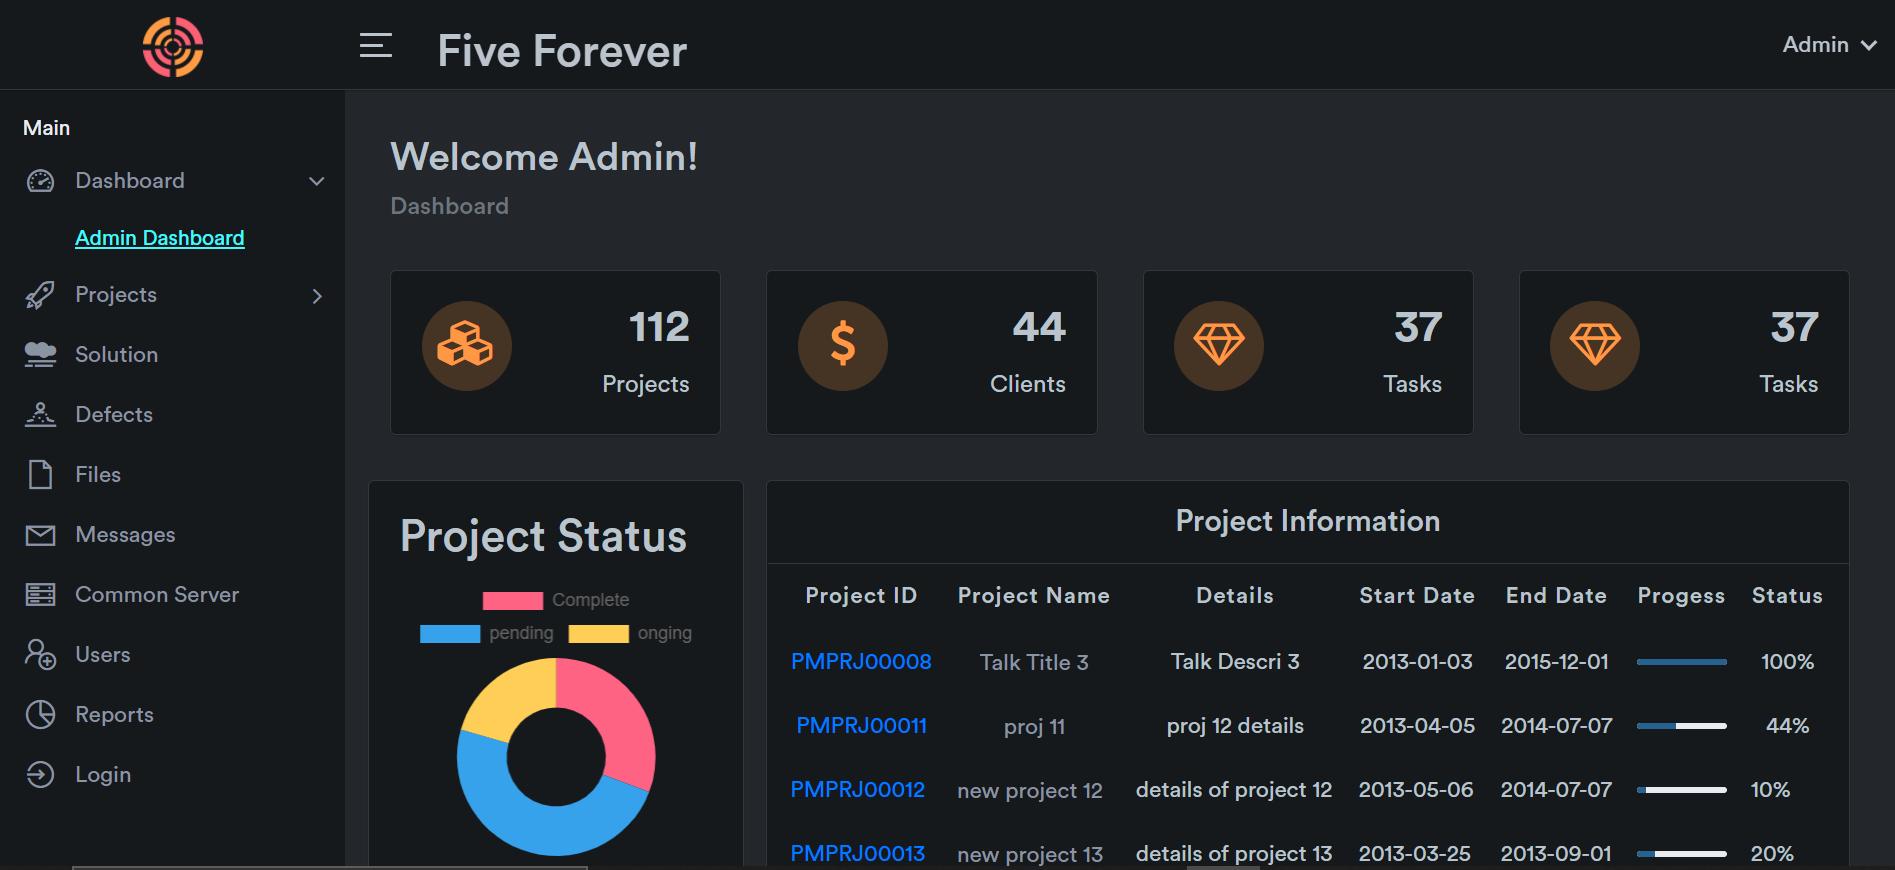 Five Forever
Admin
Main
Dashboard
Admin Dashboard
Projects
Solution
Defects
Files
Messages
Common Server
Users
Reports
Login
Welcome Admin!
Dashboard
112
Projects
44
Clients
37
Tasks
37
Tasks
Project Status
Complete
pending onging
Project Information
Project ID Project Name Details Start Date End Date Progess Status
PMPRJ00008 Talk Title 3 Talk Descri 3 2013-01-03 2015-12-01 100%
PMPRJ00011 proj 11 proj 12 details 2013-04-05 2014-07-07 44%
PMPRJ00012 new project 12 details of project 12 2013-05-06 2014-07-07 10%
PMPRJ00013 new project 13 details of project 13 2013-03-25 2013-09-01 20%